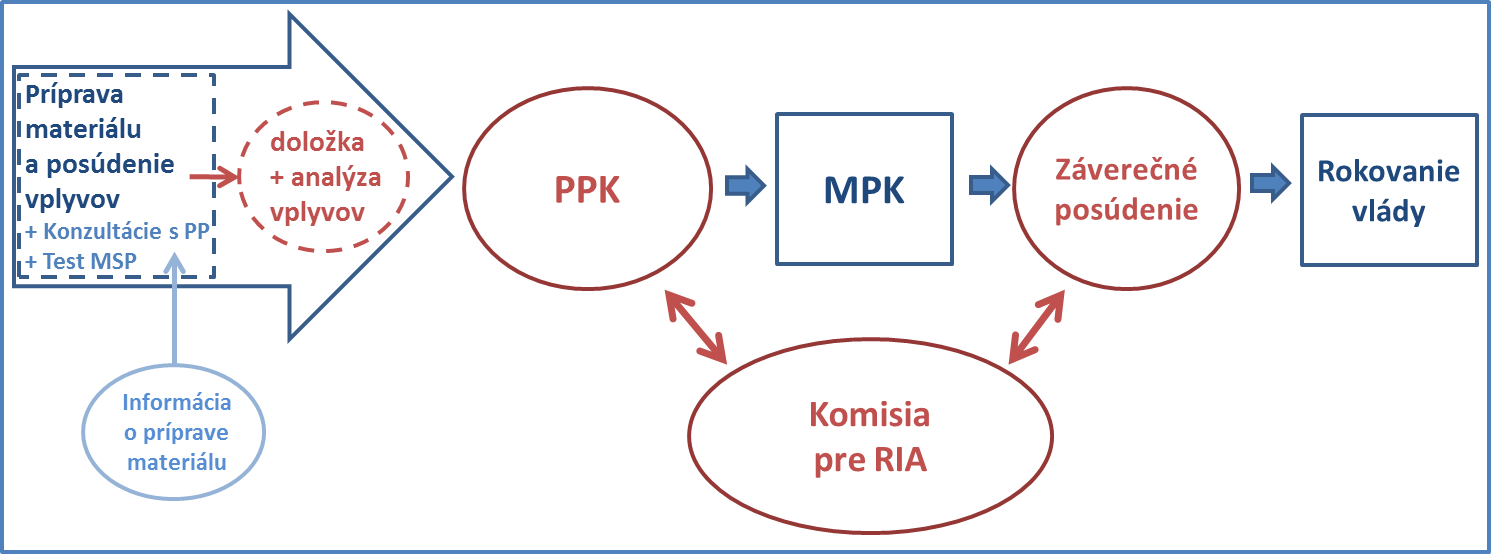 Príprava
materiálu
a posúdenie
vplyvov
+ Konzultácie s PP
+ Test MSP
doložka
+ analýza
vplyvov
Informácia
o príprave
materiálu
PPK
MPK
Záverečné
posúdenie
Rokovanie
vlády
Komisia
pre RIA